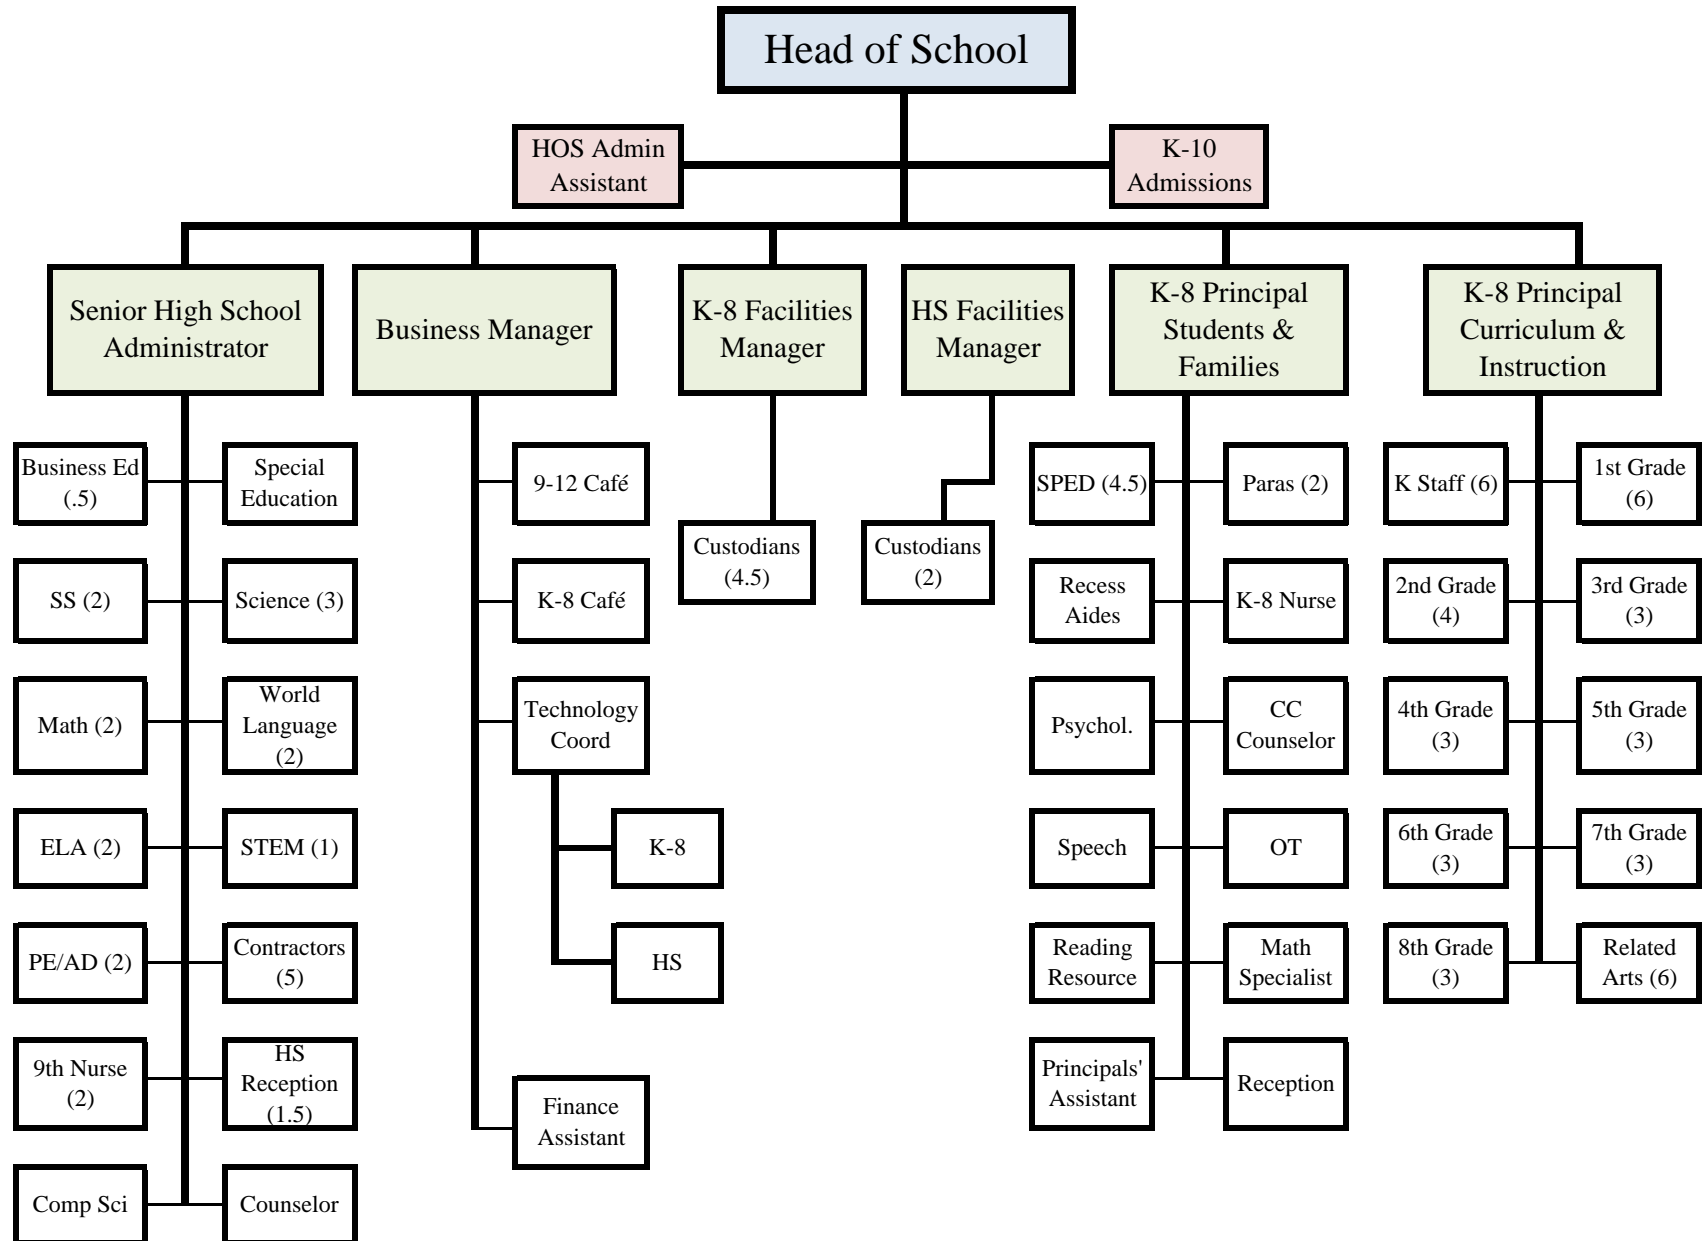 Head of School
HOS Admin
Assistant
K-10
Admissions
Senior High School
Administrator
Business Manager
K-8 Facilities
Manager
HS Facilities
Manager
K-8 Principal
Students &
Families
K-8 Principal
Curriculum &
Instruction
Business Ed
(.5)
Special
Education
SS (2)
Science (3)
Math (2)
World
Language
(2)
ELA (2)
STEM (1)
PE/AD (2)
Contractors
(5)
9th Nurse
(2)
HS
Reception
(1.5)
Comp Sci
Counselor
9-12 Café
K-8 Café
Technology
Coord
K-8
HS
Finance
Assistant
Custodians
(4.5)
Custodians
(2)
SPED (4.5)
Paras (2)
Recess
Aides
K-8 Nurse
Psychol.
CC
Counselor
Speech
OT
Reading
Resource
Math
Specialist
Principals'
Assistant
Reception
K Staff (6)
1st Grade
(6)
2nd Grade
(4)
3rd Grade
(3)
4th Grade
(3)
5th Grade
(3)
6th Grade
(3)
7th Grade
(3)
8th Grade
(3)
Related
Arts (6)